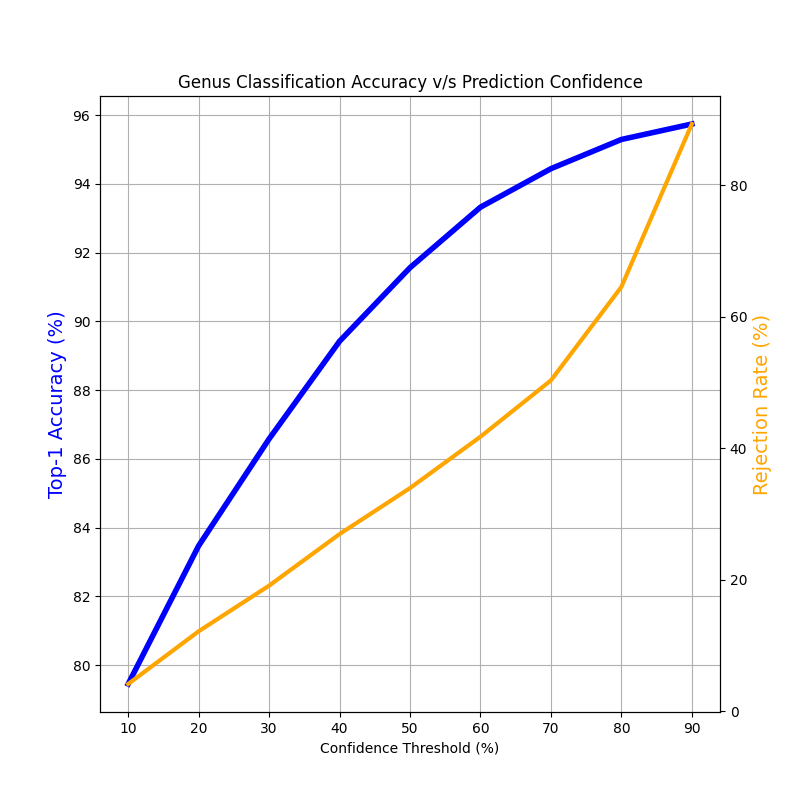 Genus Classification Accuracy v/s Prediction Confidence
96
94
92
90
88
86
84
82
80
Top-1 Accuracy (%)
80
60
40
20
0
Rejection Rate (%)
10 20 30 40 50 60 70 80 90
Confidence Threshold (%)